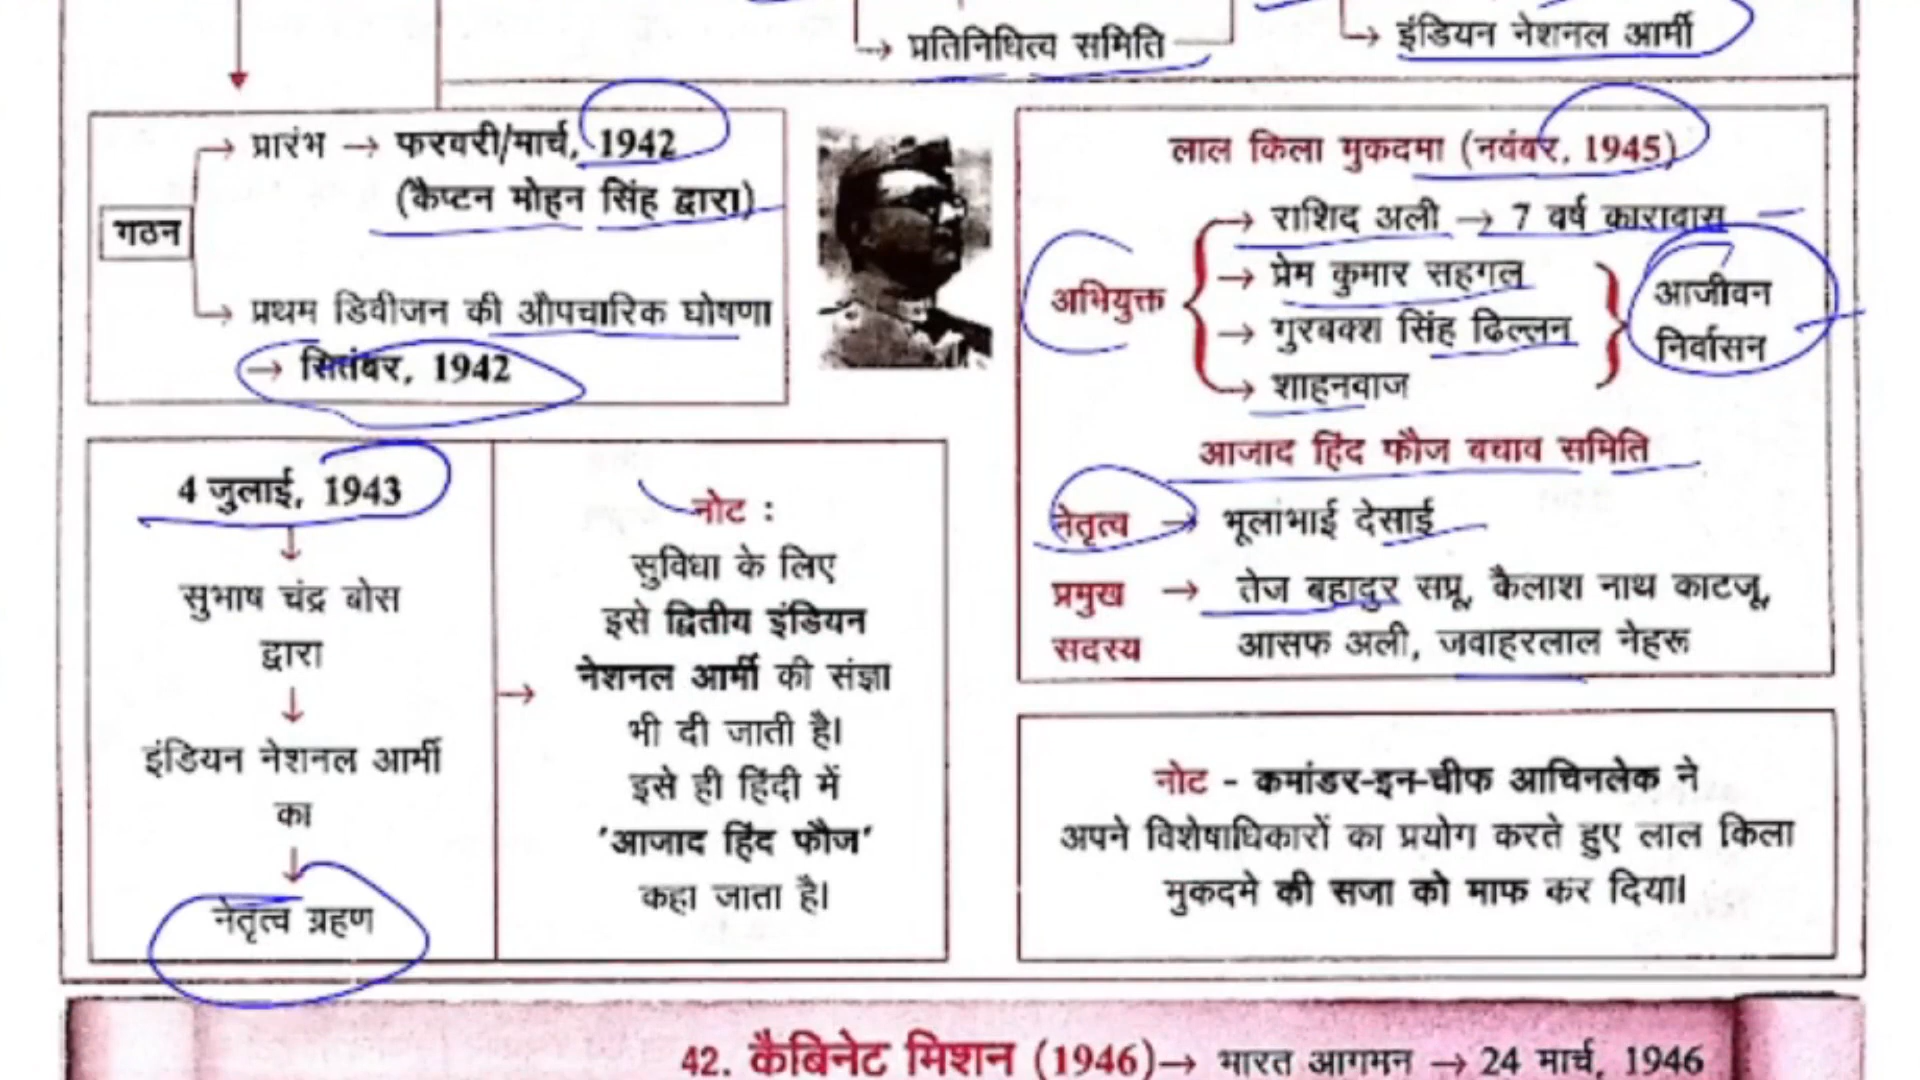 → प्रतिनिधित्व समिति
→ इंडियन नेशनल आर्मी
गठन
→ प्रारंभ → फरवरी/मार्च, 1942
(कैप्टन मोहन सिंह द्वारा)
→ प्रथम डिवीजन की औपचारिक घोषणा
→ सितंबर, 1942
4 जुलाई, 1943
↓
सुभाष चंद्र बोस
द्वारा
↓
इंडियन नेशनल आर्मी
का
↓
नेतृत्व ग्रहण
→ नोट :
सुविधा के लिए
इसे द्वितीय इंडियन
नेशनल आर्मी की संज्ञा
भी दी जाती है।
इसे ही हिंदी में
'आजाद हिंद फौज'
कहा जाता है।
लाल किला मुकदमा (नवंबर, 1945)
अभियुक्त
→ राशिद अली → 7 वर्ष कारावास
→ प्रेम कुमार सहगल
→ गुरबक्श सिंह ढिल्लन
→ शाहनवाज
आजीवन
निर्वासन
आजाद हिंद फौज बचाव समिति
नेतृत्व → भूलाभाई देसाई
प्रमुख → तेज बहादुर सप्रू, कैलाश नाथ काटजू,
सदस्य आसफ अली, जवाहरलाल नेहरू
नोट - कमांडर-इन-चीफ आचिनलेक ने
अपने विशेषाधिकारों का प्रयोग करते हुए लाल किला
मुकदमे की सजा को माफ कर दिया।
42. कैबिनेट मिशन (1946)→ भारत आगमन → 24 मार्च, 1946